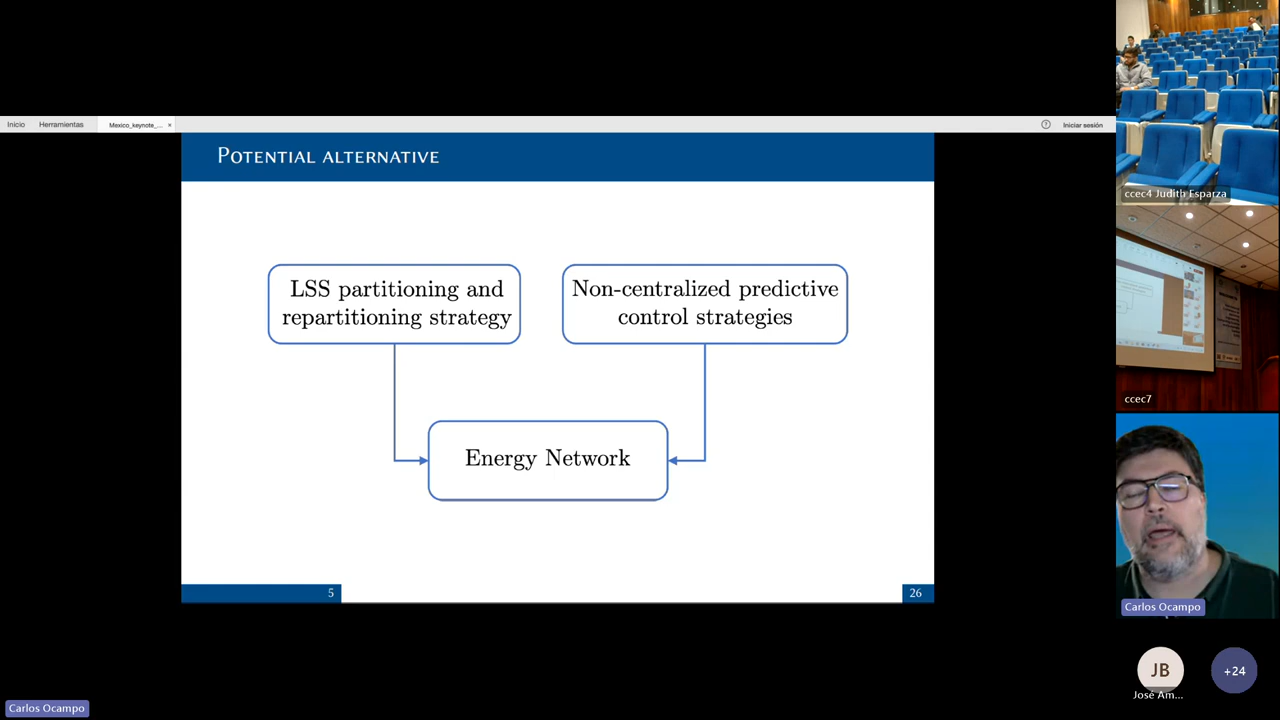 Inicio
Herramientas
Mexico_keynote_...
Iniciar sesión
POTENTIAL ALTERNATIVE
LSS partitioning and
repartitioning strategy
Non-centralized predictive
control strategies
Energy Network
5
26
ccec4 Judith Esparza
ccec7
Carlos Ocampo
JB
José Am...
+24
Carlos Ocampo